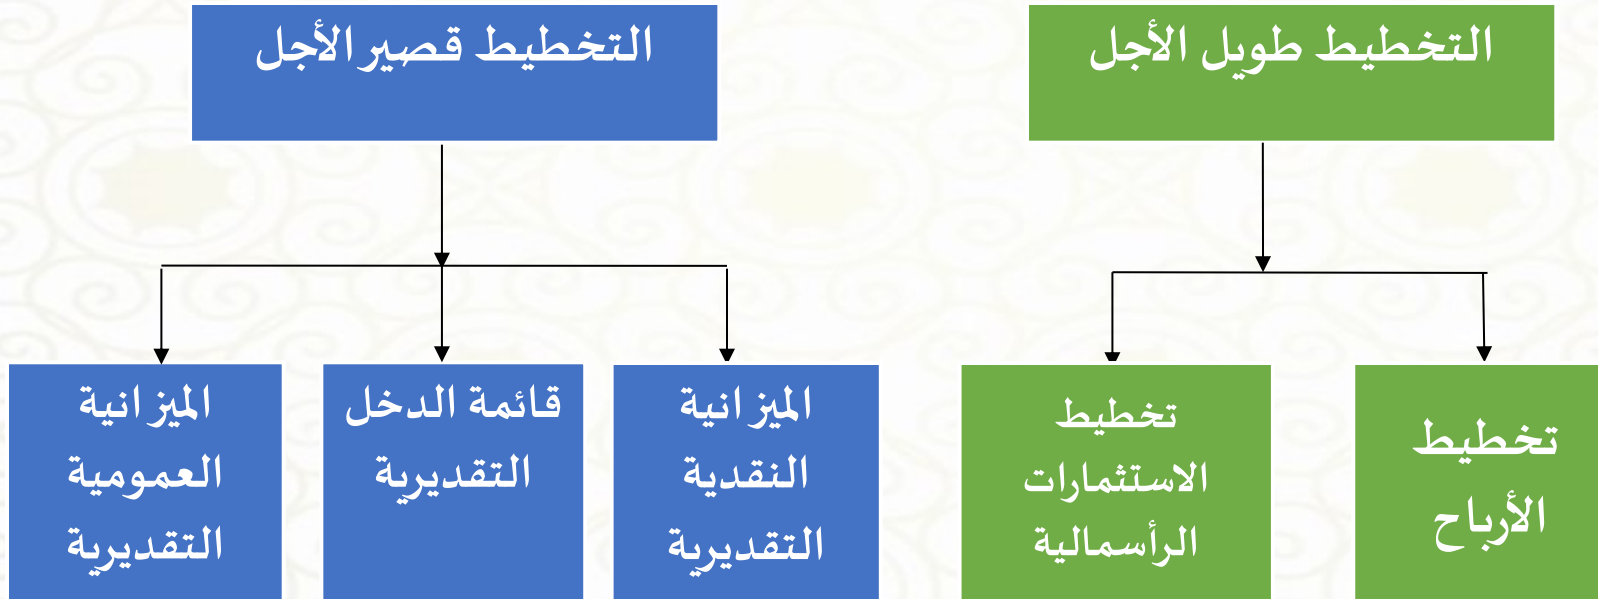 التخطيط طويل الأجل
التخطيط قصير الأجل
تخطيط
الأرباح
تخطيط
الاستثمارات
الرأسمالية
الميزانية
النقدية
التقديرية
قائمة الدخل
التقديرية
الميزانية
العمومية
التقديرية